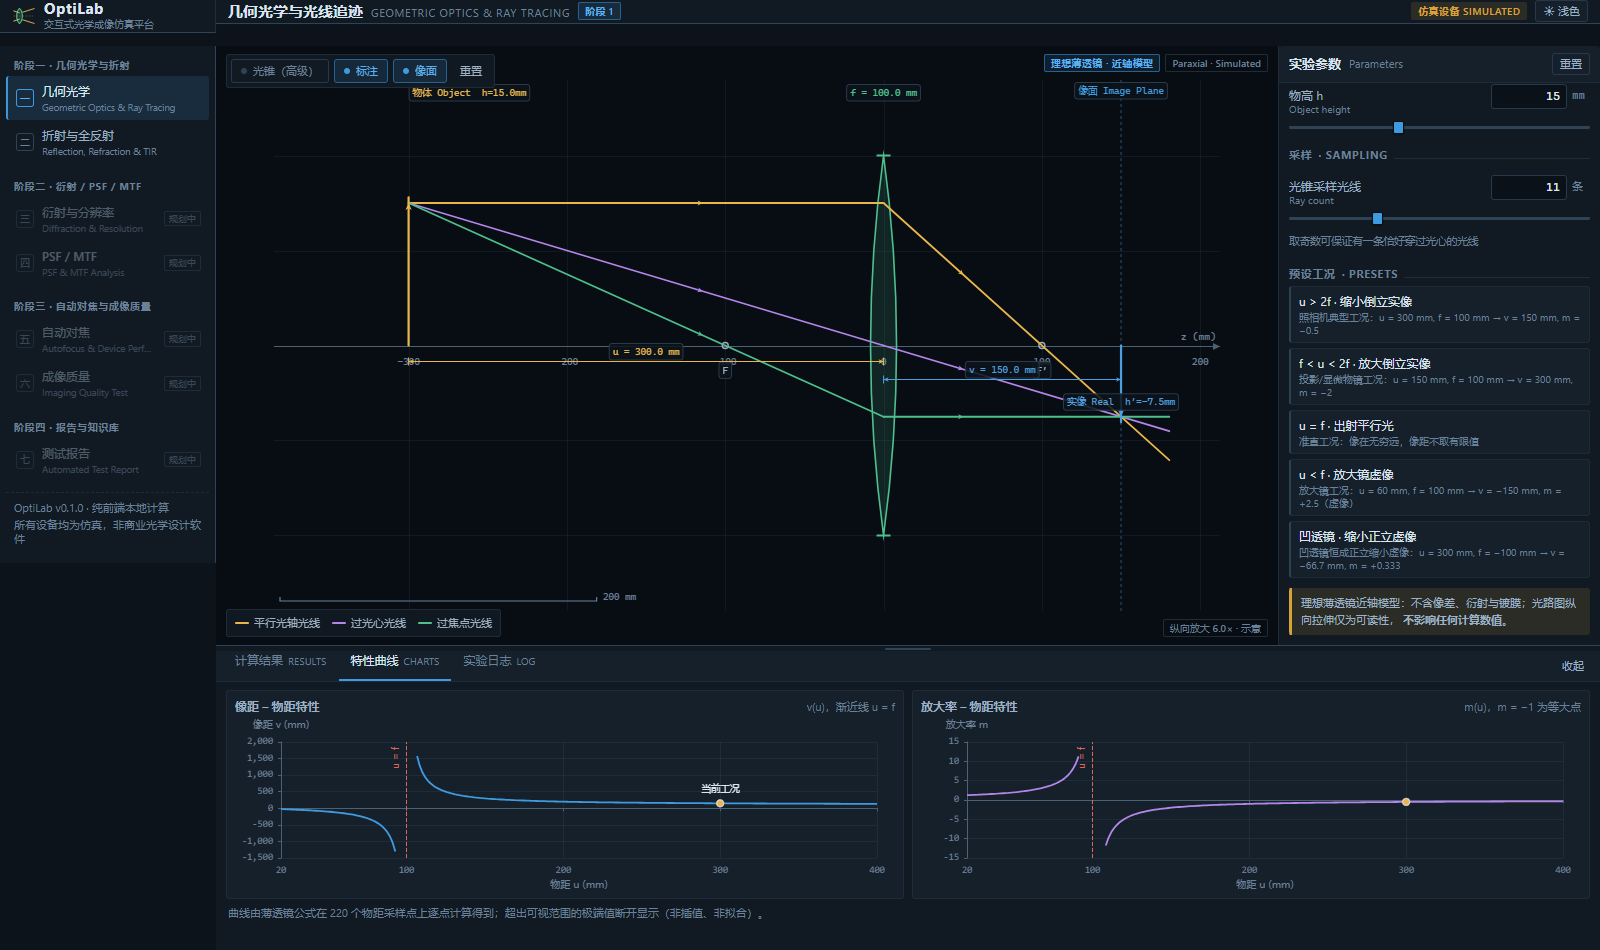 OptiLab
交互式光学成像仿真平台
几何光学与光线追迹 GEOMETRIC OPTICS & RAY TRACING 阶段 1
仿真设备 SIMULATED
浅色
阶段一 · 几何光学与折射
一 几何光学
Geometric Optics & Ray Tracing
二 折射与全反射
Reflection, Refraction & TIR
阶段二 · 衍射 / PSF / MTF
三 衍射与分辨率 规划中
Diffraction & Resolution
四 PSF / MTF 规划中
PSF & MTF Analysis
阶段三 · 自动对焦与成像质量
五 自动对焦 规划中
Autofocus & Device Perf...
六 成像质量 规划中
Imaging Quality Test
阶段四 · 报告与知识库
七 测试报告 规划中
Automated Test Report
OptiLab v0.1.0 · 纯前端本地计算
所有设备均为仿真，非商业光学设计软
件
光锥（高级） 标注 像面 重置
理想薄透镜 · 近轴模型 Paraxial · Simulated
物体 Object h=15.0mm
f = 100.0 mm
像面 Image Plane
z (mm)
−300 200 100 0 100 200
u = 300.0 mm
F
v = 150.0 mm
F′
实像 Real h′=−7.5mm
200 mm
平行光轴光线 过光心光线 过焦点光线
纵向放大 6.0× · 示意
实验参数 Parameters 重置
物高 h 15 mm
Object height
采样 · SAMPLING
光锥采样光线 11 条
Ray count
取奇数可保证有一条恰好穿过光心的光线
预设工况 · PRESETS
u > 2f · 缩小倒立实像
照相机典型工况：u = 300 mm, f = 100 mm → v = 150 mm, m =
−0.5
f < u < 2f · 放大倒立实像
投影/显微物镜工况：u = 150 mm, f = 100 mm → v = 300 mm,
m = −2
u = f · 出射平行光
准直工况：像在无穷远，像距不取有限值
u < f · 放大镜虚像
放大镜工况：u = 60 mm, f = 100 mm → v = −150 mm, m =
+2.5（虚像）
凹透镜 · 缩小正立虚像
凹透镜恒成正立缩小虚像：u = 300 mm, f = −100 mm → v =
−66.7 mm, m = +0.333
理想薄透镜近轴模型：不含像差、衍射与镀膜；光路图纵
向拉伸仅为可读性，不影响任何计算数值。
计算结果 RESULTS 特性曲线 CHARTS 实验日志 LOG 收起
像距 – 物距特性 v(u)，渐近线 u = f
像距 v (mm)
2,000
1,500
1,000
500
0
-500
-1,000
-1,500
u = f
当前工况
20 100 200 300 400
物距 u (mm)
放大率 – 物距特性 m(u)，m = −1 为等大点
放大率 m
15
10
5
0
-5
-10
-15
u = f
20 100 200 300 400
物距 u (mm)
曲线由薄透镜公式在 220 个物距采样点上逐点计算得到；超出可视范围的极端值断开显示（非插值、非拟合）。